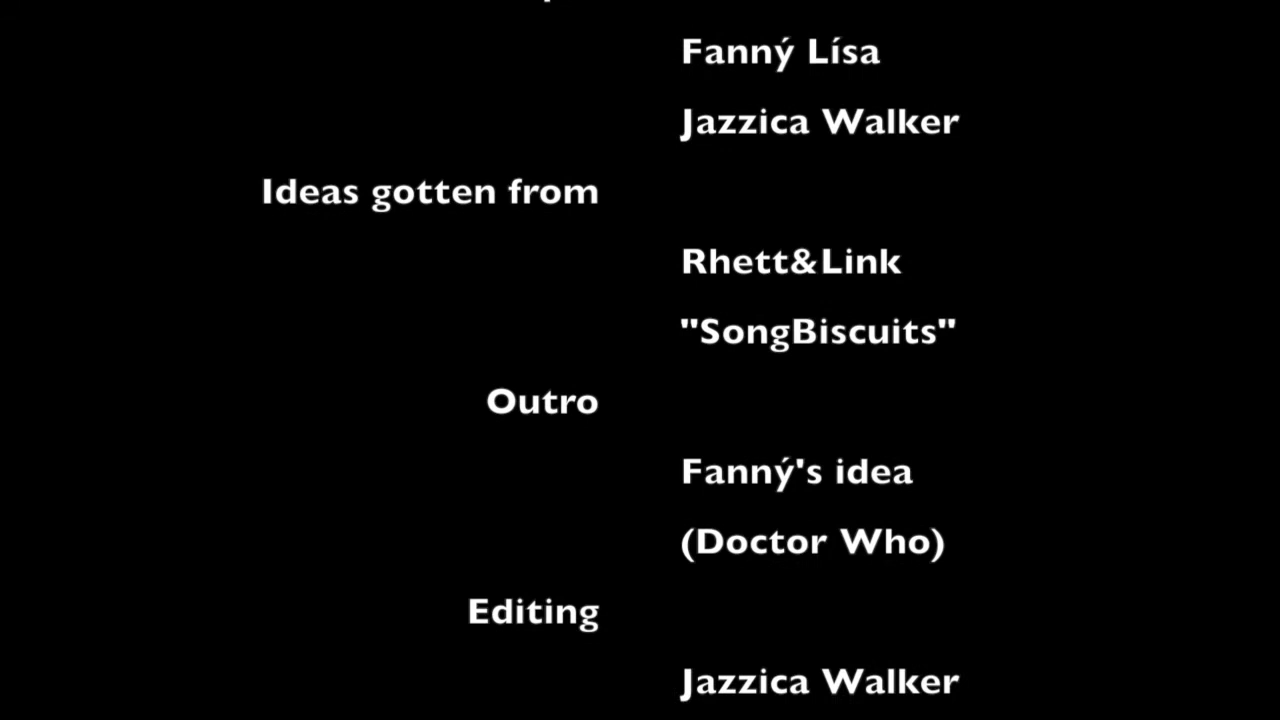 Fanný Lísa
Jazzica Walker
Ideas gotten from
Rhett&Link
"SongBiscuits"
Outro
Fanný's idea
(Doctor Who)
Editing
Jazzica Walker